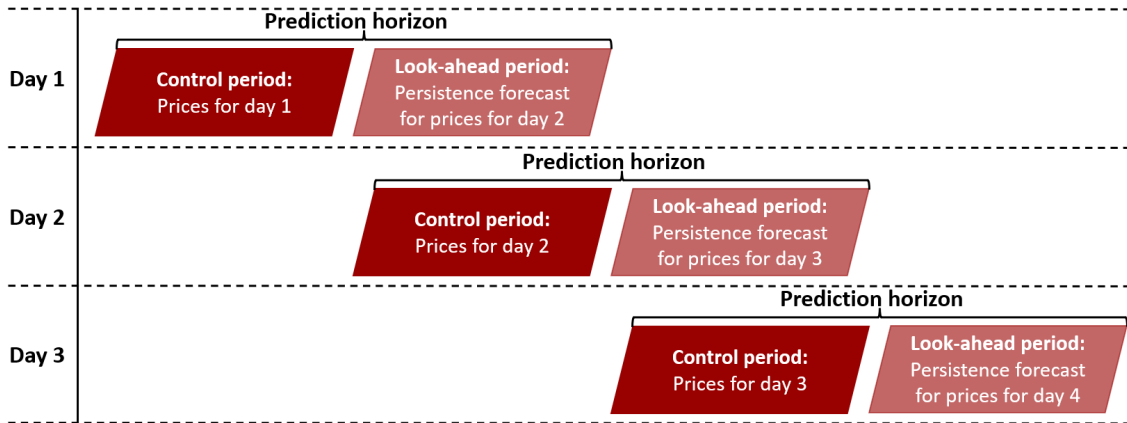 Prediction horizon
Day 1
Control period:
Prices for day 1
Look-ahead period:
Persistence forecast
for prices for day 2
Prediction horizon
Day 2
Control period:
Prices for day 2
Look-ahead period:
Persistence forecast
for prices for day 3
Prediction horizon
Day 3
Control period:
Prices for day 3
Look-ahead period:
Persistence forecast
for prices for day 4